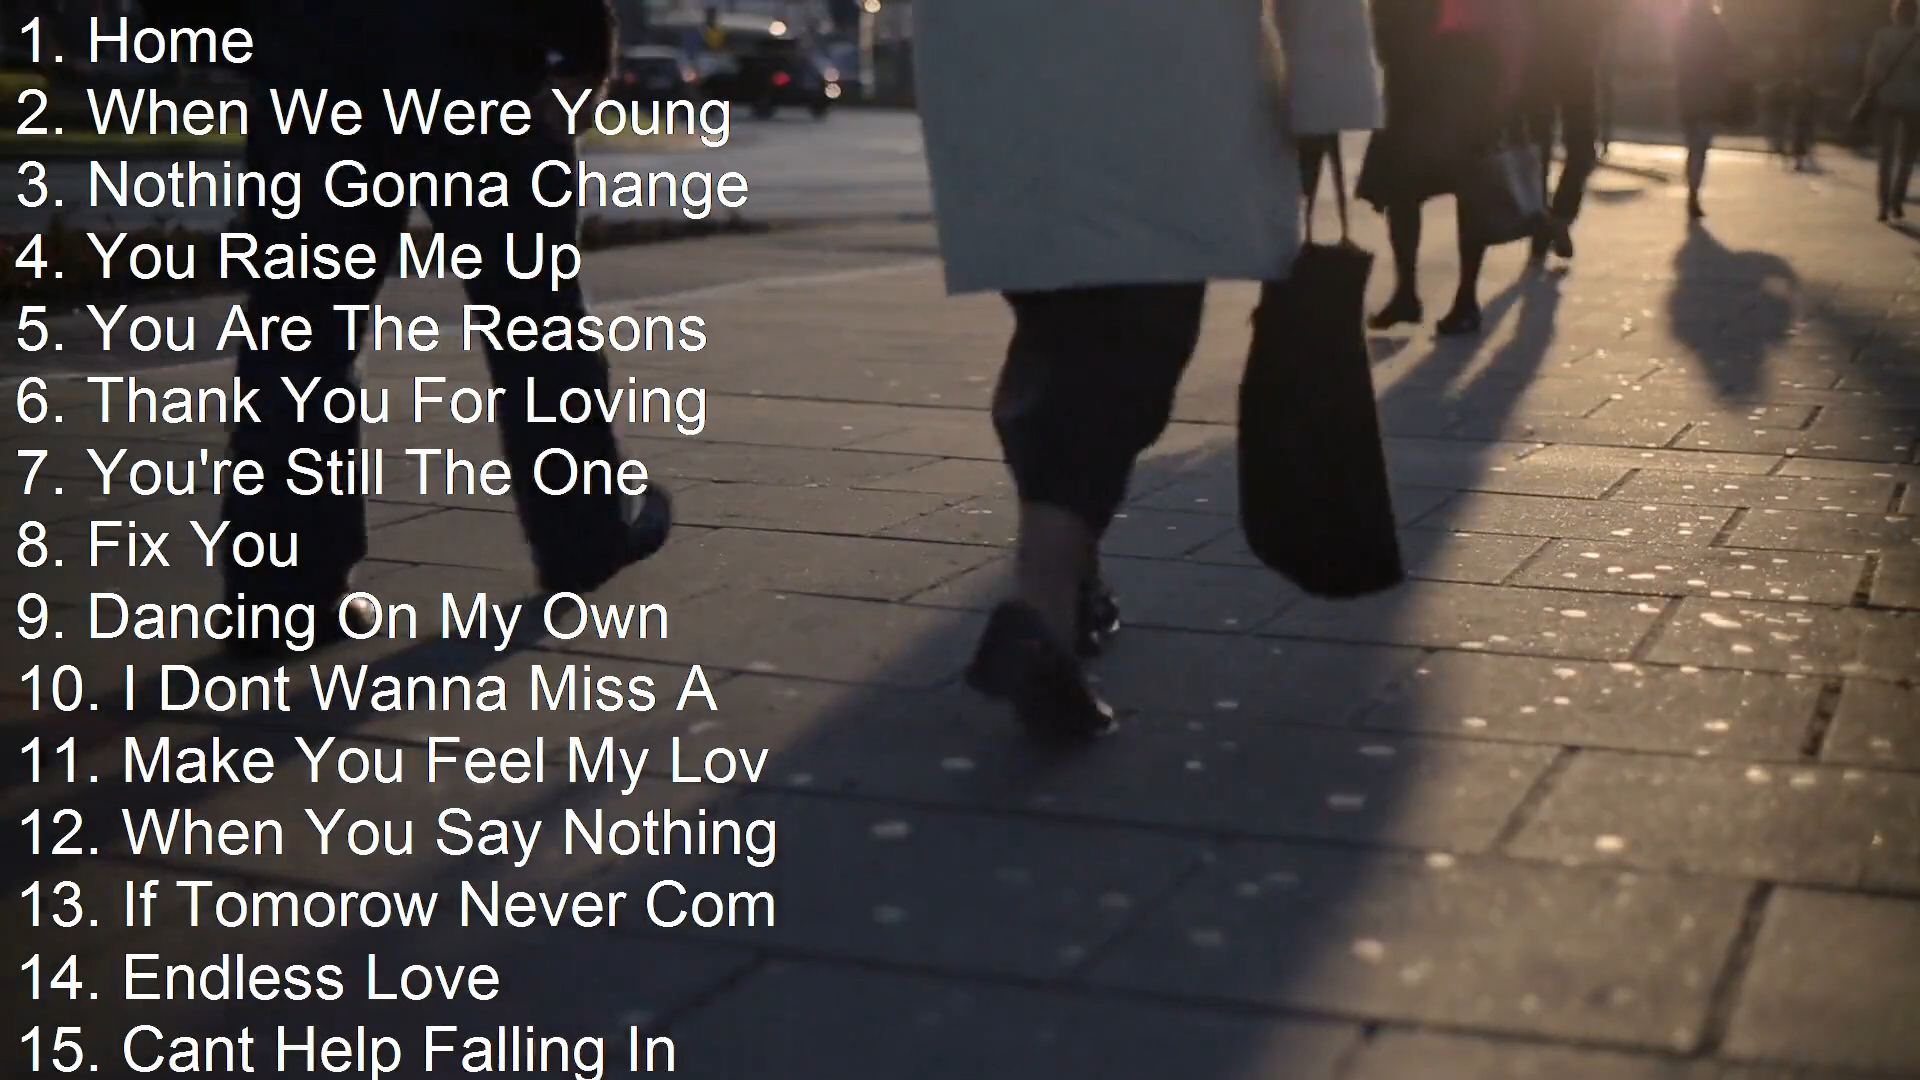 1. Home
2. When We Were Young
3. Nothing Gonna Change
4. You Raise Me Up
5. You Are The Reasons
6. Thank You For Loving
7. You're Still The One
8. Fix You
9. Dancing On My Own
10. I Dont Wanna Miss A
11. Make You Feel My Lov
12. When You Say Nothing
13. If Tomorow Never Com
14. Endless Love
15. Cant Help Falling In